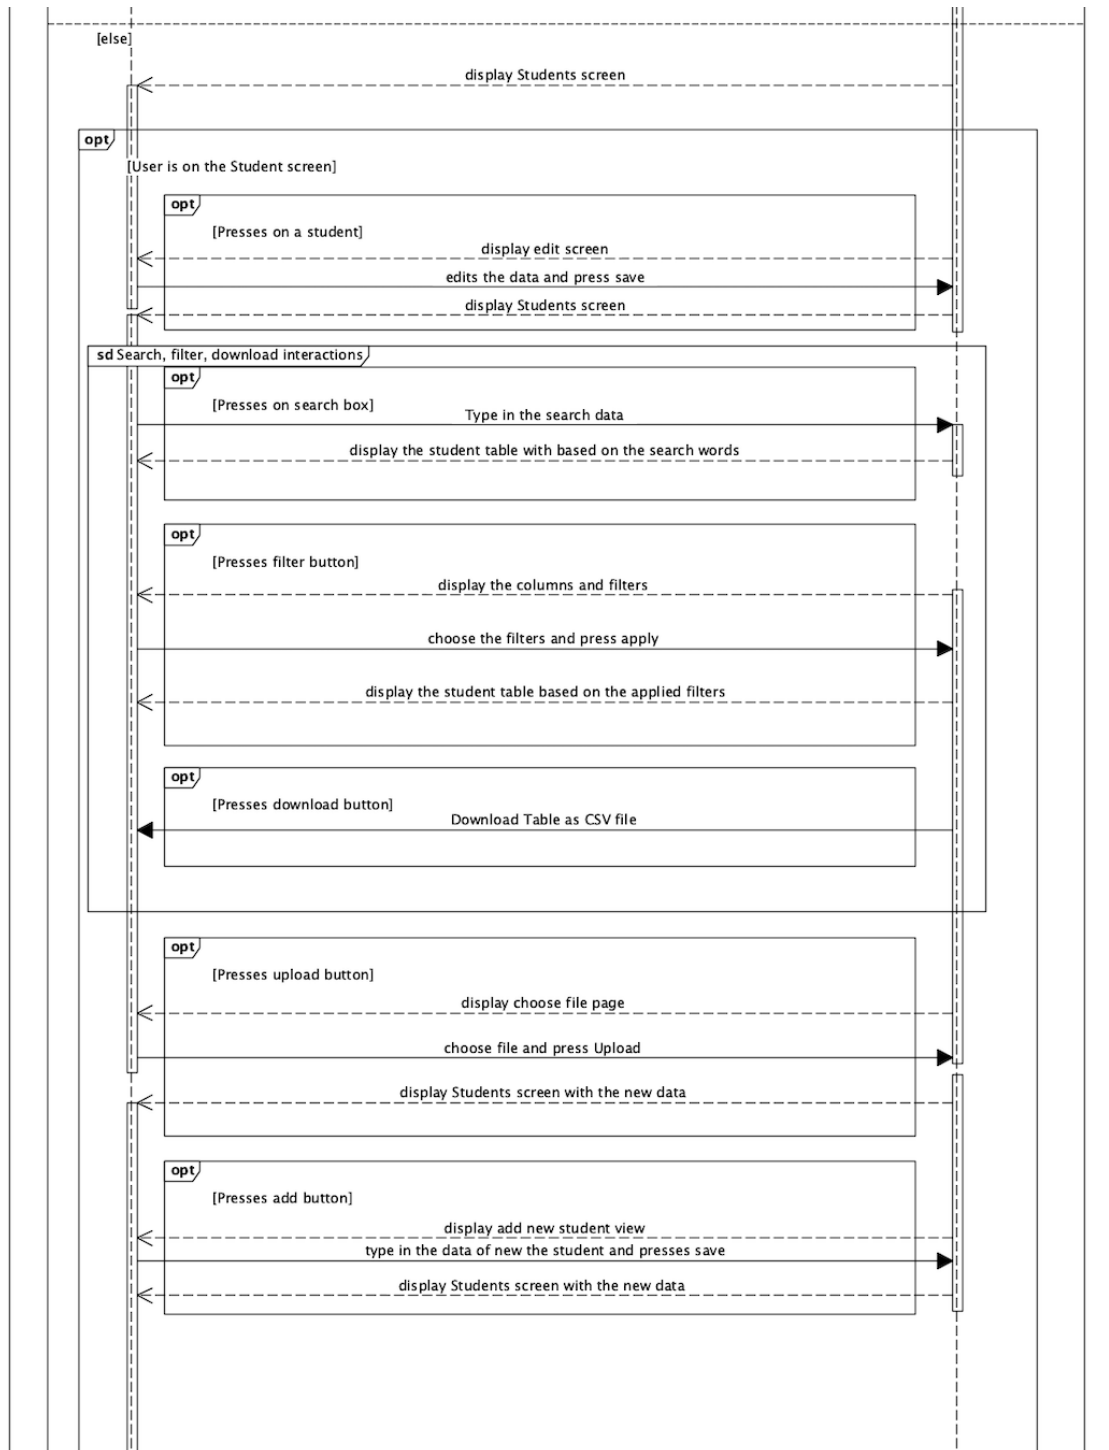 [else]
display Students screen
opt
[User is on the Student screen]
opt
[Presses on a student]
display edit screen
edits the data and press save
display Students screen
sd Search, filter, download interactions
opt
[Presses on search box]
Type in the search data
display the student table with based on the search words
opt
[Presses filter button]
display the columns and filters
choose the filters and press apply
display the student table based on the applied filters
opt
[Presses download button]
Download Table as CSV file
opt
[Presses upload button]
display choose file page
choose file and press Upload
display Students screen with the new data
opt
[Presses add button]
display add new student view
type in the data of new the student and presses save
display Students screen with the new data